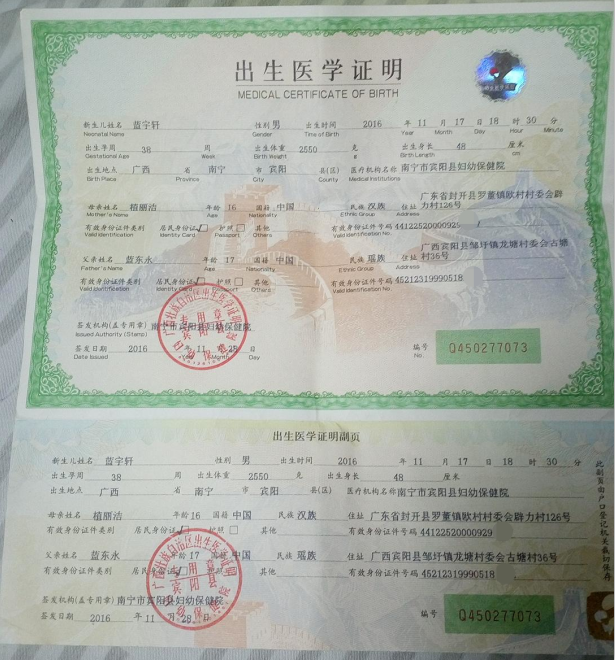 出生医学证明
MEDICAL CERTIFICATE OF BIRTH
新生儿姓名 蓝宇轩 性别 男 出生时间 2016 年 11 月 17 日 18 时 30 分
Neonatal Name Gender Time of Birth Year Month Day Hour Minute
出生孕周 38 周 出生体重 2550 克 出生身长 48 厘米
Gestational Age Week Birth Weight g Birth Length cm
出生地点 广西 省 南宁 市 宾阳 县(区) 医疗机构名称 南宁市宾阳县妇幼保健院
Birth Place Province City County Medical Institutions
母亲姓名 植丽洁 年龄 16 国籍 中国 民族 汉族 住址 广东省封开县罗董镇欧村村委会辟力村126号
Mother's Name Age Nationality Ethnic Group Address
有效身份证件类别 居民身份证 护照 其他 有效身份证件号码
Valid Identification Identity Card Passport Others Valid Identification No.
父亲姓名 蓝东永 年龄 17 国籍 中国 民族 瑶族 住址 广西宾阳县邹圩镇龙塘村委会古塘村36号
Father's Name Age Nationality Ethnic Group Address
有效身份证件类别 居民身份证 护照 其他 有效身份证件号码 45212319990518
Valid Identification Identity Card Passport Others Valid Identification No.
签发机构(盖专用章) 南宁市宾阳县妇幼保健院
Issued Authority (Stamp)
签发日期 2016 年 11 月 28 日 编号 Q450277073
Date Issued Year Month Day No.
出生医学证明副页
新生儿姓名 蓝宇轩 性别 男 出生时间 2016 年 11 月 17 日 18 时 30 分
出生孕周 38 周 出生体重 2550 克 出生身长 48 厘米
出生地点 广西 省 南宁 市 宾阳 县(区) 医疗机构名称 南宁市宾阳县妇幼保健院
母亲姓名 植丽洁 年龄 16 国籍 中国 民族 汉族 住址 广东省封开县罗董镇欧村村委会辟力村126号
有效身份证件类别 居民身份证 护照 其他 有效身份证件号码 44122520000929
父亲姓名 蓝东永 年龄 17 国籍 中国 民族 瑶族 住址 广西宾阳县邹圩镇龙塘村委会古塘村36号
有效身份证件类别 居民身份证 护照 其他 有效身份证件号码 45212319990518
签发机构(盖专用章) 南宁市宾阳县妇幼保健院
签发日期 2016 年 11 月 28 日 编号 Q450277073
此副页由户口登记机关裁切保存